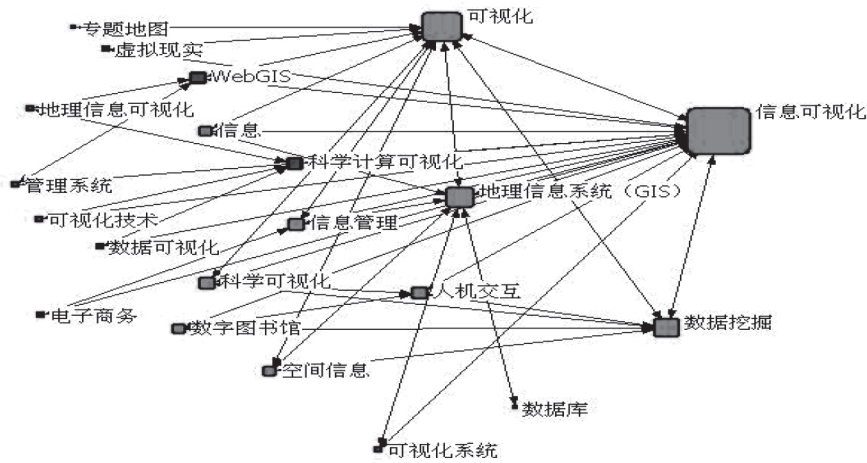 可视化
专题地图
虚拟现实
WebGIS
地理信息可视化
信息可视化
信息
科学计算可视化
管理系统
地理信息系统（GIS）
可视化技术
信息管理
数据可视化
科学可视化
人机交互
电子商务
数字图书馆
数据挖掘
空间信息
数据库
可视化系统